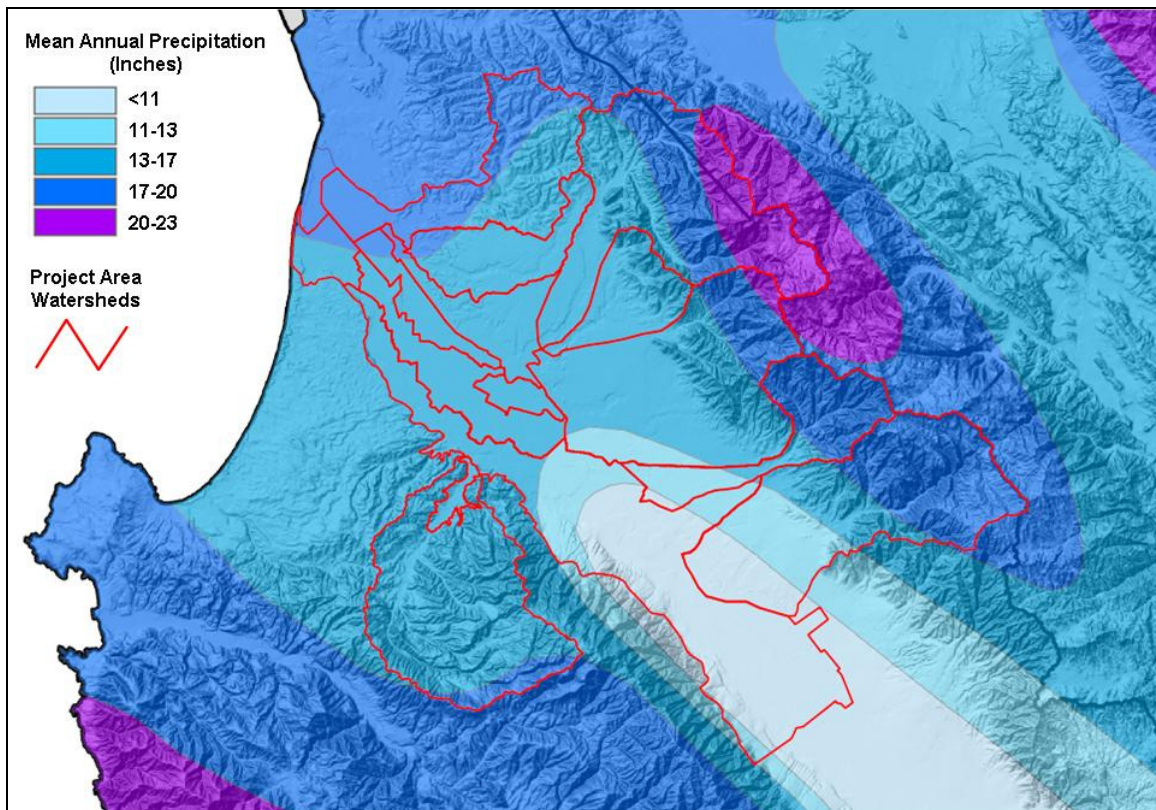 Mean Annual Precipitation
(Inches)
<11
11-13
13-17
17-20
20-23
Project Area
Watersheds